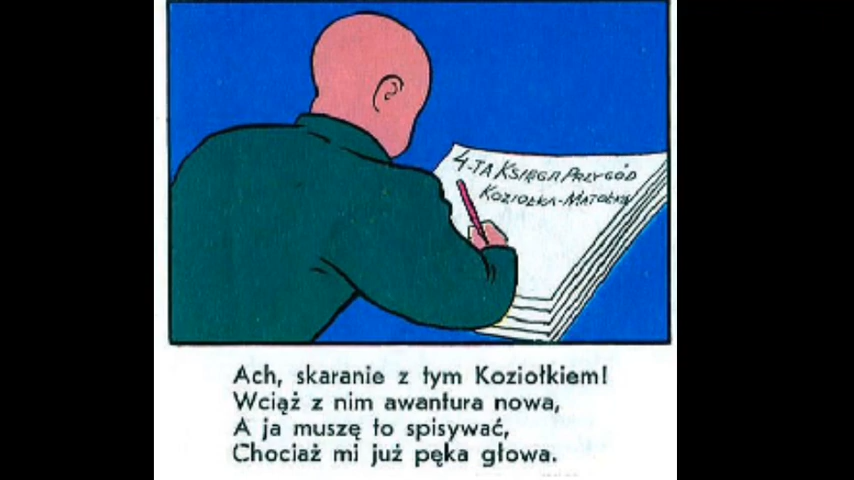 4-TA KSIĘGA PRZYGÓD
KOZIOŁKA-MATOŁKA
Ach, skaranie z tym Koziołkiem!
Wciąż z nim awantura nowa,
A ja muszę to spisywać,
Chociaż mi już pęka głowa.